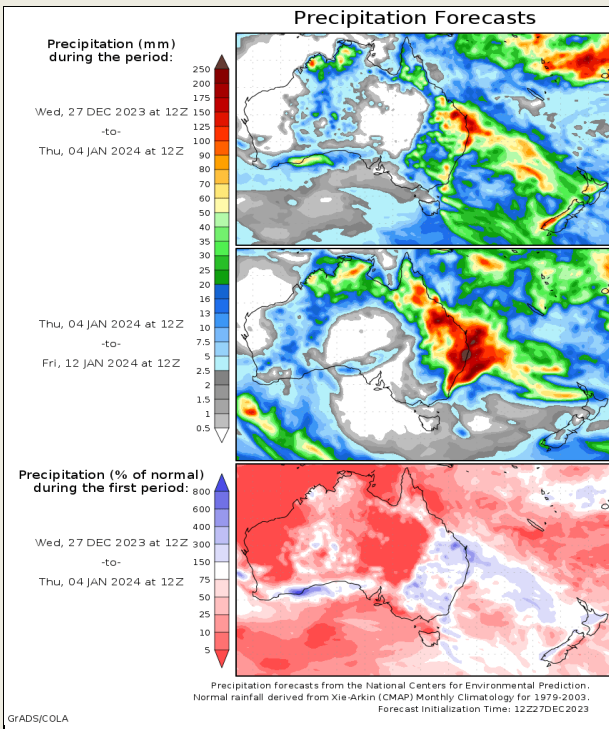 Precipitation Forecasts
Precipitation (mm)
during the period:
Wed, 27 DEC 2023 at 12Z
-to-
Thu, 04 JAN 2024 at 12Z
250
200
175
150
125
100
90
80
70
60
50
40
35
30
25
20
16
13
10
7.5
5
2.5
2
1.5
1
0.5
Thu, 04 JAN 2024 at 12Z
-to-
Fri, 12 JAN 2024 at 12Z
Precipitation (% of normal)
during the first period:
Wed, 27 DEC 2023 at 12Z
-to-
Thu, 04 JAN 2024 at 12Z
800
600
400
300
150
75
50
25
10
5
Precipitation forecasts from the National Centers for Environmental Prediction.
Normal rainfall derived from Xie-Arkin (CMAP) Monthly Climatology for 1979-2003.
Forecast Initialization Time: 12Z27DEC2023
GrADS/COLA